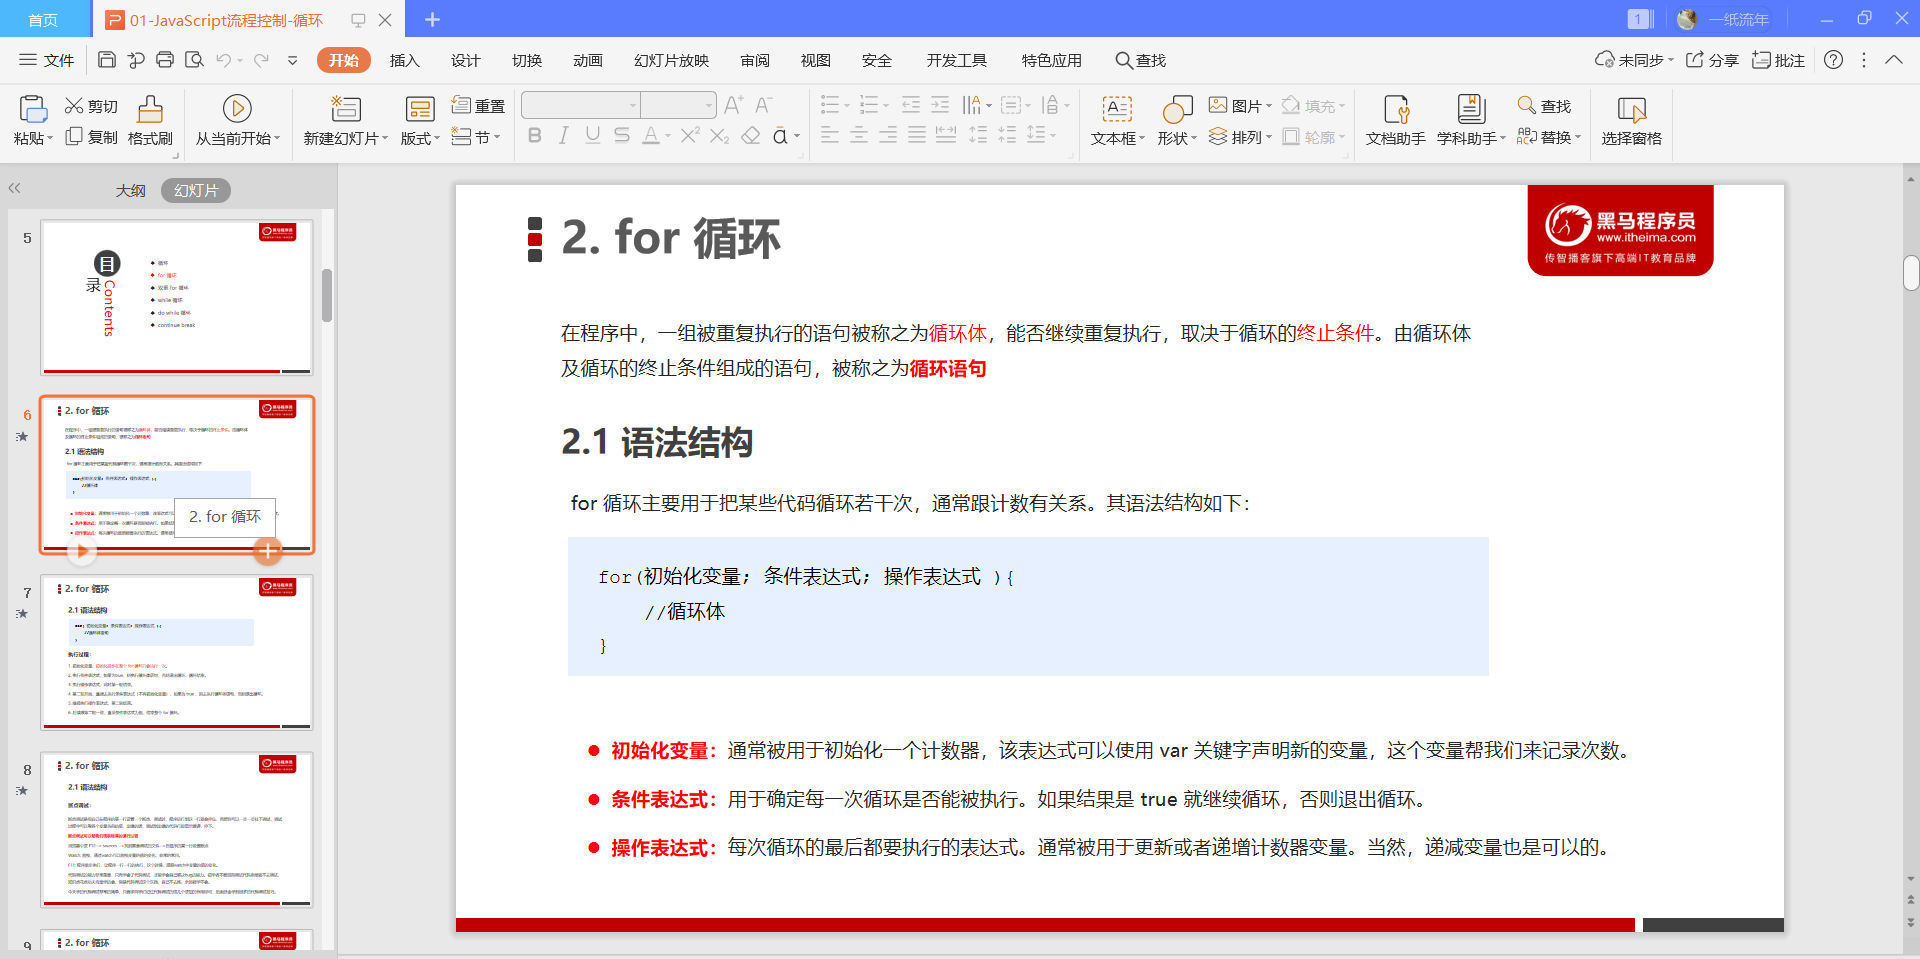 首页
01-JavaScript流程控制-循环
1
一纸流年
文件
开始
插入
设计
切换
动画
幻灯片放映
审阅
视图
安全
开发工具
特色应用
查找
未同步
分享
批注
粘贴
剪切
复制
格式刷
从当前开始
新建幻灯片
版式
重置
节
文本框
形状
图片
排列
填充
轮廓
文档助手
学科助手
查找
替换
选择窗格
大纲
幻灯片
5
目
录
Contents
循环
for 循环
双重 for 循环
while 循环
do while 循环
continue break
6
2. for 循环
2.1 语法结构
2. for 循环
7
2. for 循环
2.1 语法结构
执行过程：
8
2. for 循环
2.1 语法结构
断点调试：
9
2. for 循环
2. for 循环
黑马程序员
www.itheima.com
传智播客旗下高端IT教育品牌
在程序中，一组被重复执行的语句被称之为循环体，能否继续重复执行，取决于循环的终止条件。由循环体
及循环的终止条件组成的语句，被称之为循环语句
2.1 语法结构
for 循环主要用于把某些代码循环若干次，通常跟计数有关系。其语法结构如下：
for(初始化变量; 条件表达式; 操作表达式 ){
//循环体
}
初始化变量：通常被用于初始化一个计数器，该表达式可以使用 var 关键字声明新的变量，这个变量帮我们来记录次数。
条件表达式：用于确定每一次循环是否能被执行。如果结果是 true 就继续循环，否则退出循环。
操作表达式：每次循环的最后都要执行的表达式。通常被用于更新或者递增计数器变量。当然，递减变量也是可以的。